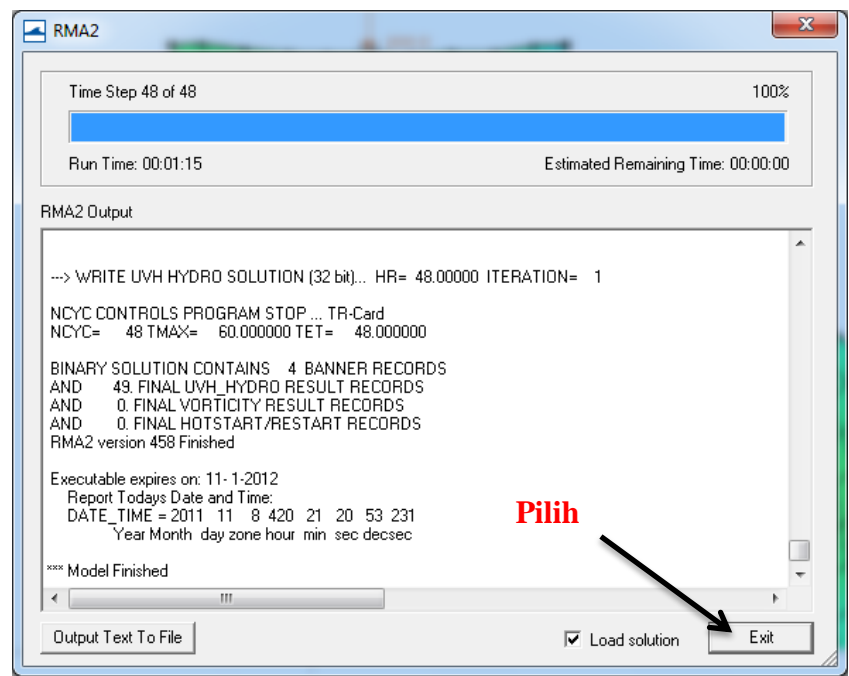 RMA2
Time Step 48 of 48 100%
Run Time: 00:01:15 Estimated Remaining Time: 00:00:00
RMA2 Output
---> WRITE UVH HYDRO SOLUTION (32 bit)... HR= 48.00000 ITERATION= 1
NCYC CONTROLS PROGRAM STOP ... TR-Card
NCYC= 48 TMAX= 60.000000 TET= 48.000000
BINARY SOLUTION CONTAINS 4 BANNER RECORDS
AND 49. FINAL UVH_HYDRO RESULT RECORDS
AND 0. FINAL VORTICITY RESULT RECORDS
AND 0. FINAL HOTSTART/RESTART RECORDS
RMA2 version 458 Finished
Executable expires on: 11- 1-2012
Report Todays Date and Time:
DATE_TIME = 2011 11 8 420 21 20 53 231
Year Month day zone hour min sec decsec
*** Model Finished
Pilih
Output Text To File Load solution Exit